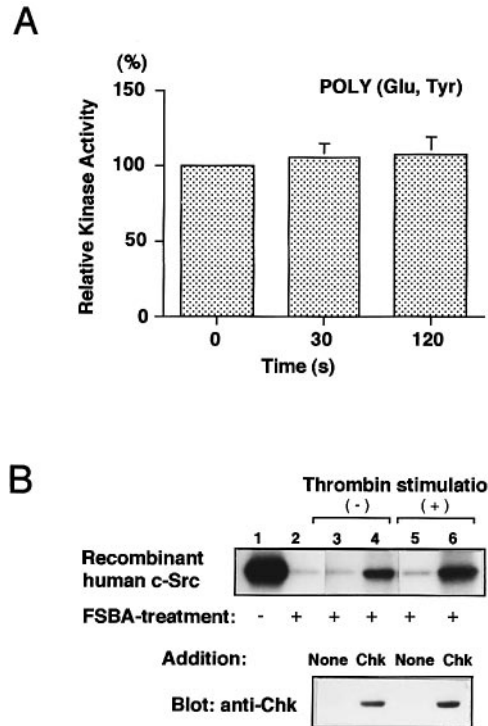 A
(%)
150
100
50
0
Relative Kinase Activity
POLY (Glu, Tyr)
0 30 120
Time (s)
B
Thrombin stimulatio
(-) (+)
1 2 3 4 5 6
Recombinant
human c-Src
FSBA-treatment: - + + + + +
Addition: None Chk None Chk
Blot: anti-Chk